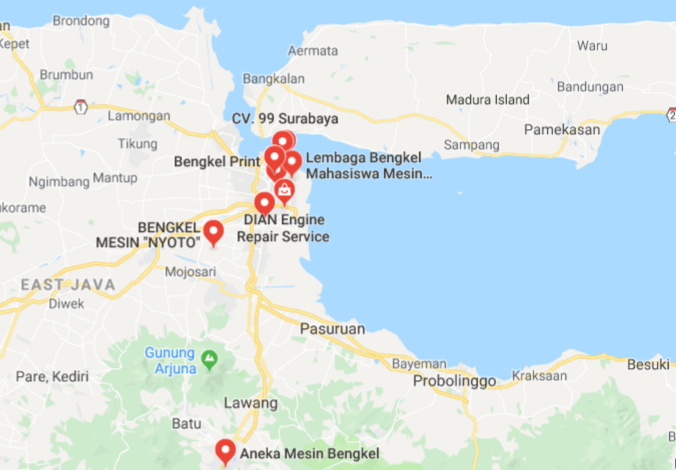 Brondong
Kepet
Aermata
Waru
Brumbun
Bangkalan
Bandungan
1
Lamongan
CV. 99 Surabaya
Madura Island
2
Pamekasan
Tikung
Bengkel Print
Lembaga Bengkel
Mahasiswa Mesin...
Sampang
Ngimbang
Mantup
DIAN Engine
Repair Service
BENGKEL
MESIN "NYOTO"
Mojosari
EAST JAVA
Diwek
Pasuruan
Gunung
Arjuna
Bayeman
Probolinggo
Kraksaan
Besuki
Pare, Kediri
Lawang
Batu
Aneka Mesin Bengkel